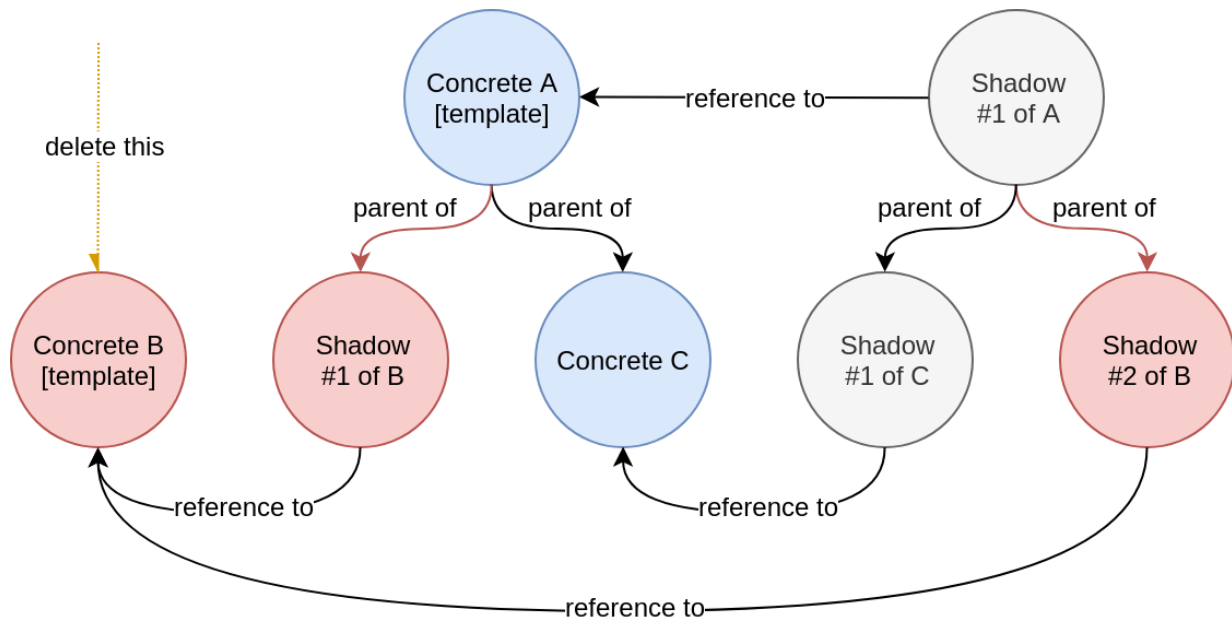 Concrete A
[template]
Shadow
#1 of A
reference to
delete this
parent of
parent of
parent of
parent of
Concrete B
[template]
Shadow
#1 of B
Concrete C
Shadow
#1 of C
Shadow
#2 of B
reference to
reference to
reference to